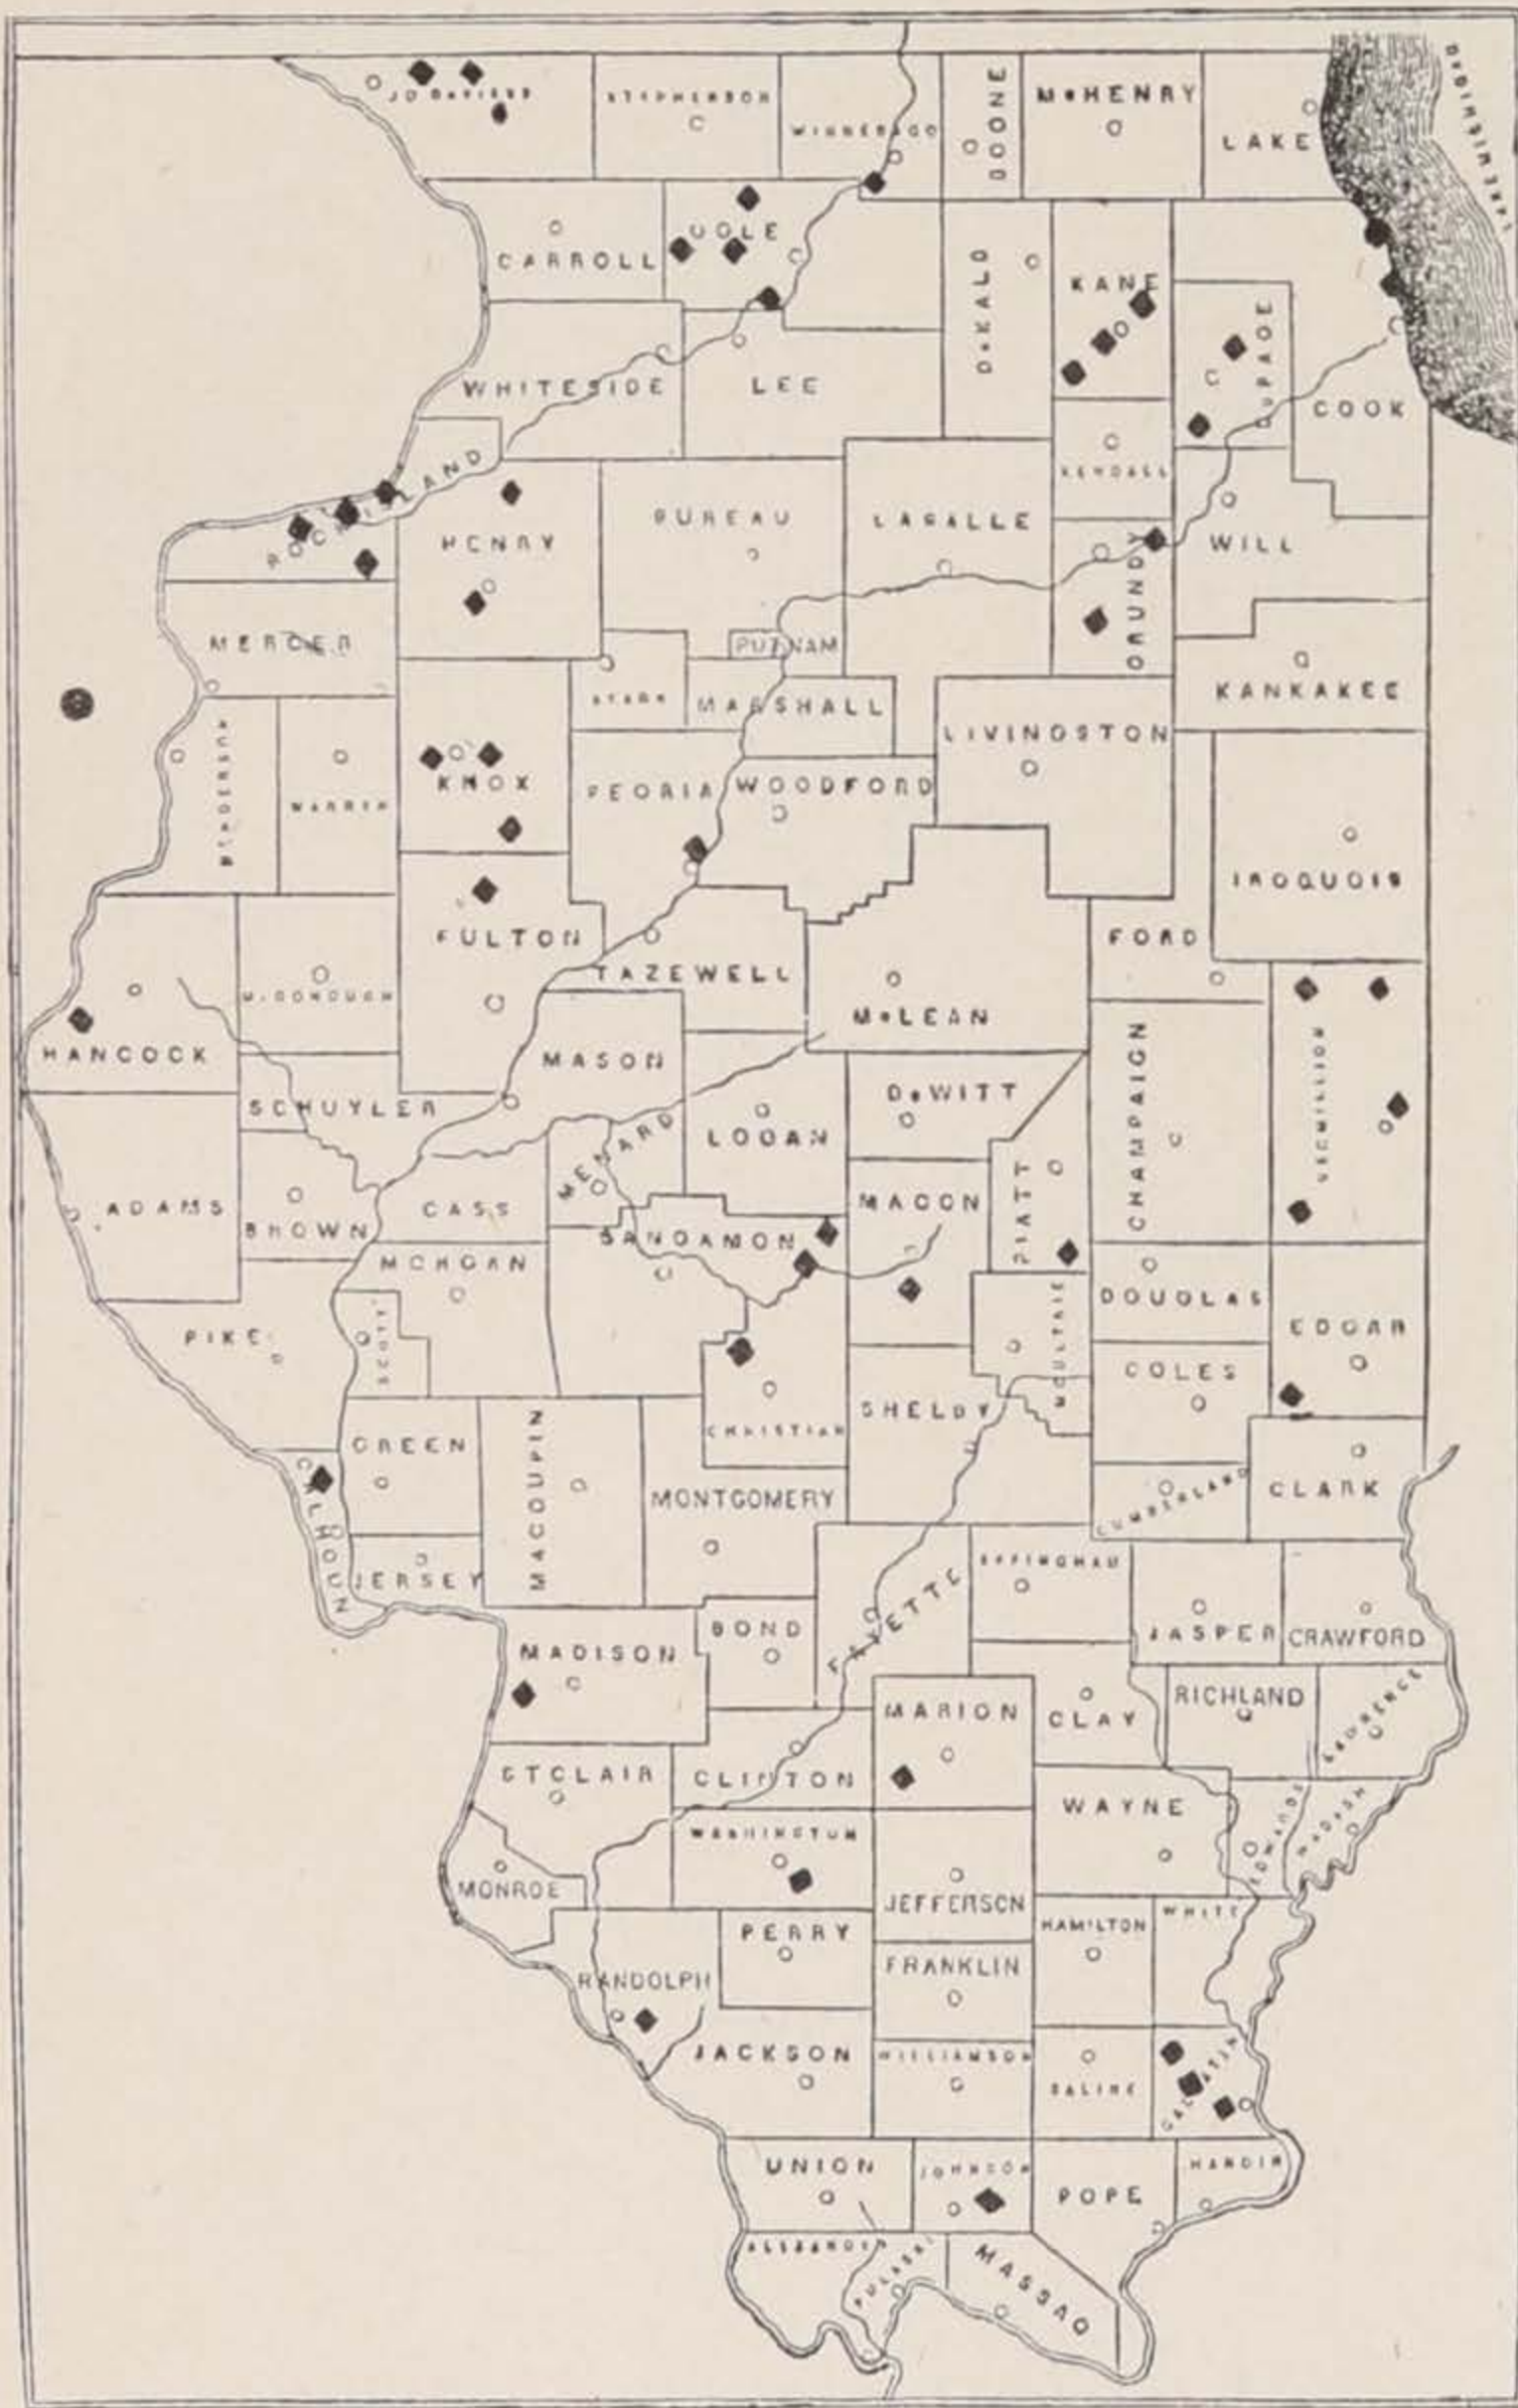 JO DAVIESS
STEPHENSON
WINNEBAGO
BOONE
McHENRY
LAKE
LAKE MICHIGAN
CARROLL
OGLE
DeKALB
KANE
DUPAGE
COOK
WHITESIDE
LEE
KENDALL
ROCK ISLAND
HENRY
BUREAU
LASALLE
GRUNDY
WILL
MERCER
PUTNAM
STARK
MARSHALL
KANKAKEE
LIVINGSTON
HENDERSON
WARREN
KNOX
PEORIA
WOODFORD
IROQUOIS
FULTON
FORD
TAZEWELL
McDONOUGH
McLEAN
HANCOCK
MASON
VERMILLION
CHAMPAIGN
SCHUYLER
DeWITT
LOGAN
MENARD
PIATT
ADAMS
BROWN
CASS
MACON
SANGAMON
MORGAN
DOUGLAS
MOULTRIE
EDGAR
PIKE
SCOTT
COLES
SHELBY
CHRISTIAN
GREEN
MACOUPIN
MONTGOMERY
CLARK
CUMBERLAND
CALHOUN
JERSEY
EFFINGHAM
FAYETTE
BOND
JASPER
CRAWFORD
MADISON
RICHLAND
LAWRENCE
MARION
CLAY
ST CLAIR
CLINTON
WAYNE
EDWARDS
WABASH
WASHINGTON
MONROE
JEFFERSON
HAMILTON
WHITE
PERRY
FRANKLIN
RANDOLPH
JACKSON
WILLIAMSON
SALINE
GALLATIN
UNION
JOHNSON
POPE
HARDIN
ALEXANDER
PULASKI
MASSAC